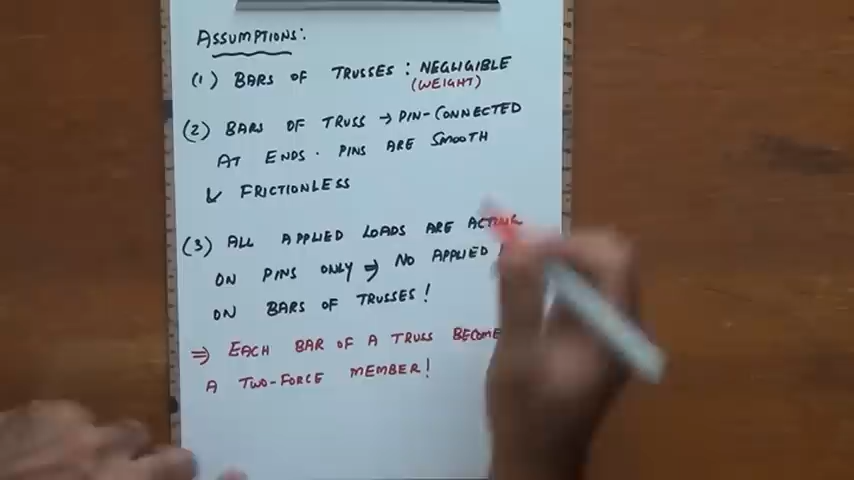 ASSUMPTIONS:
(1) BARS OF TRUSSES : NEGLIGIBLE
(WEIGHT)
(2) BARS OF TRUSS → PIN-CONNECTED
AT ENDS. PINS ARE SMOOTH
& FRICTIONLESS
(3) ALL APPLIED LOADS ARE ACTING
ON PINS ONLY ⇒ NO APPLIED
ON BARS OF TRUSSES!
⇒ EACH BAR OF A TRUSS BECOME
A TWO-FORCE MEMBER!